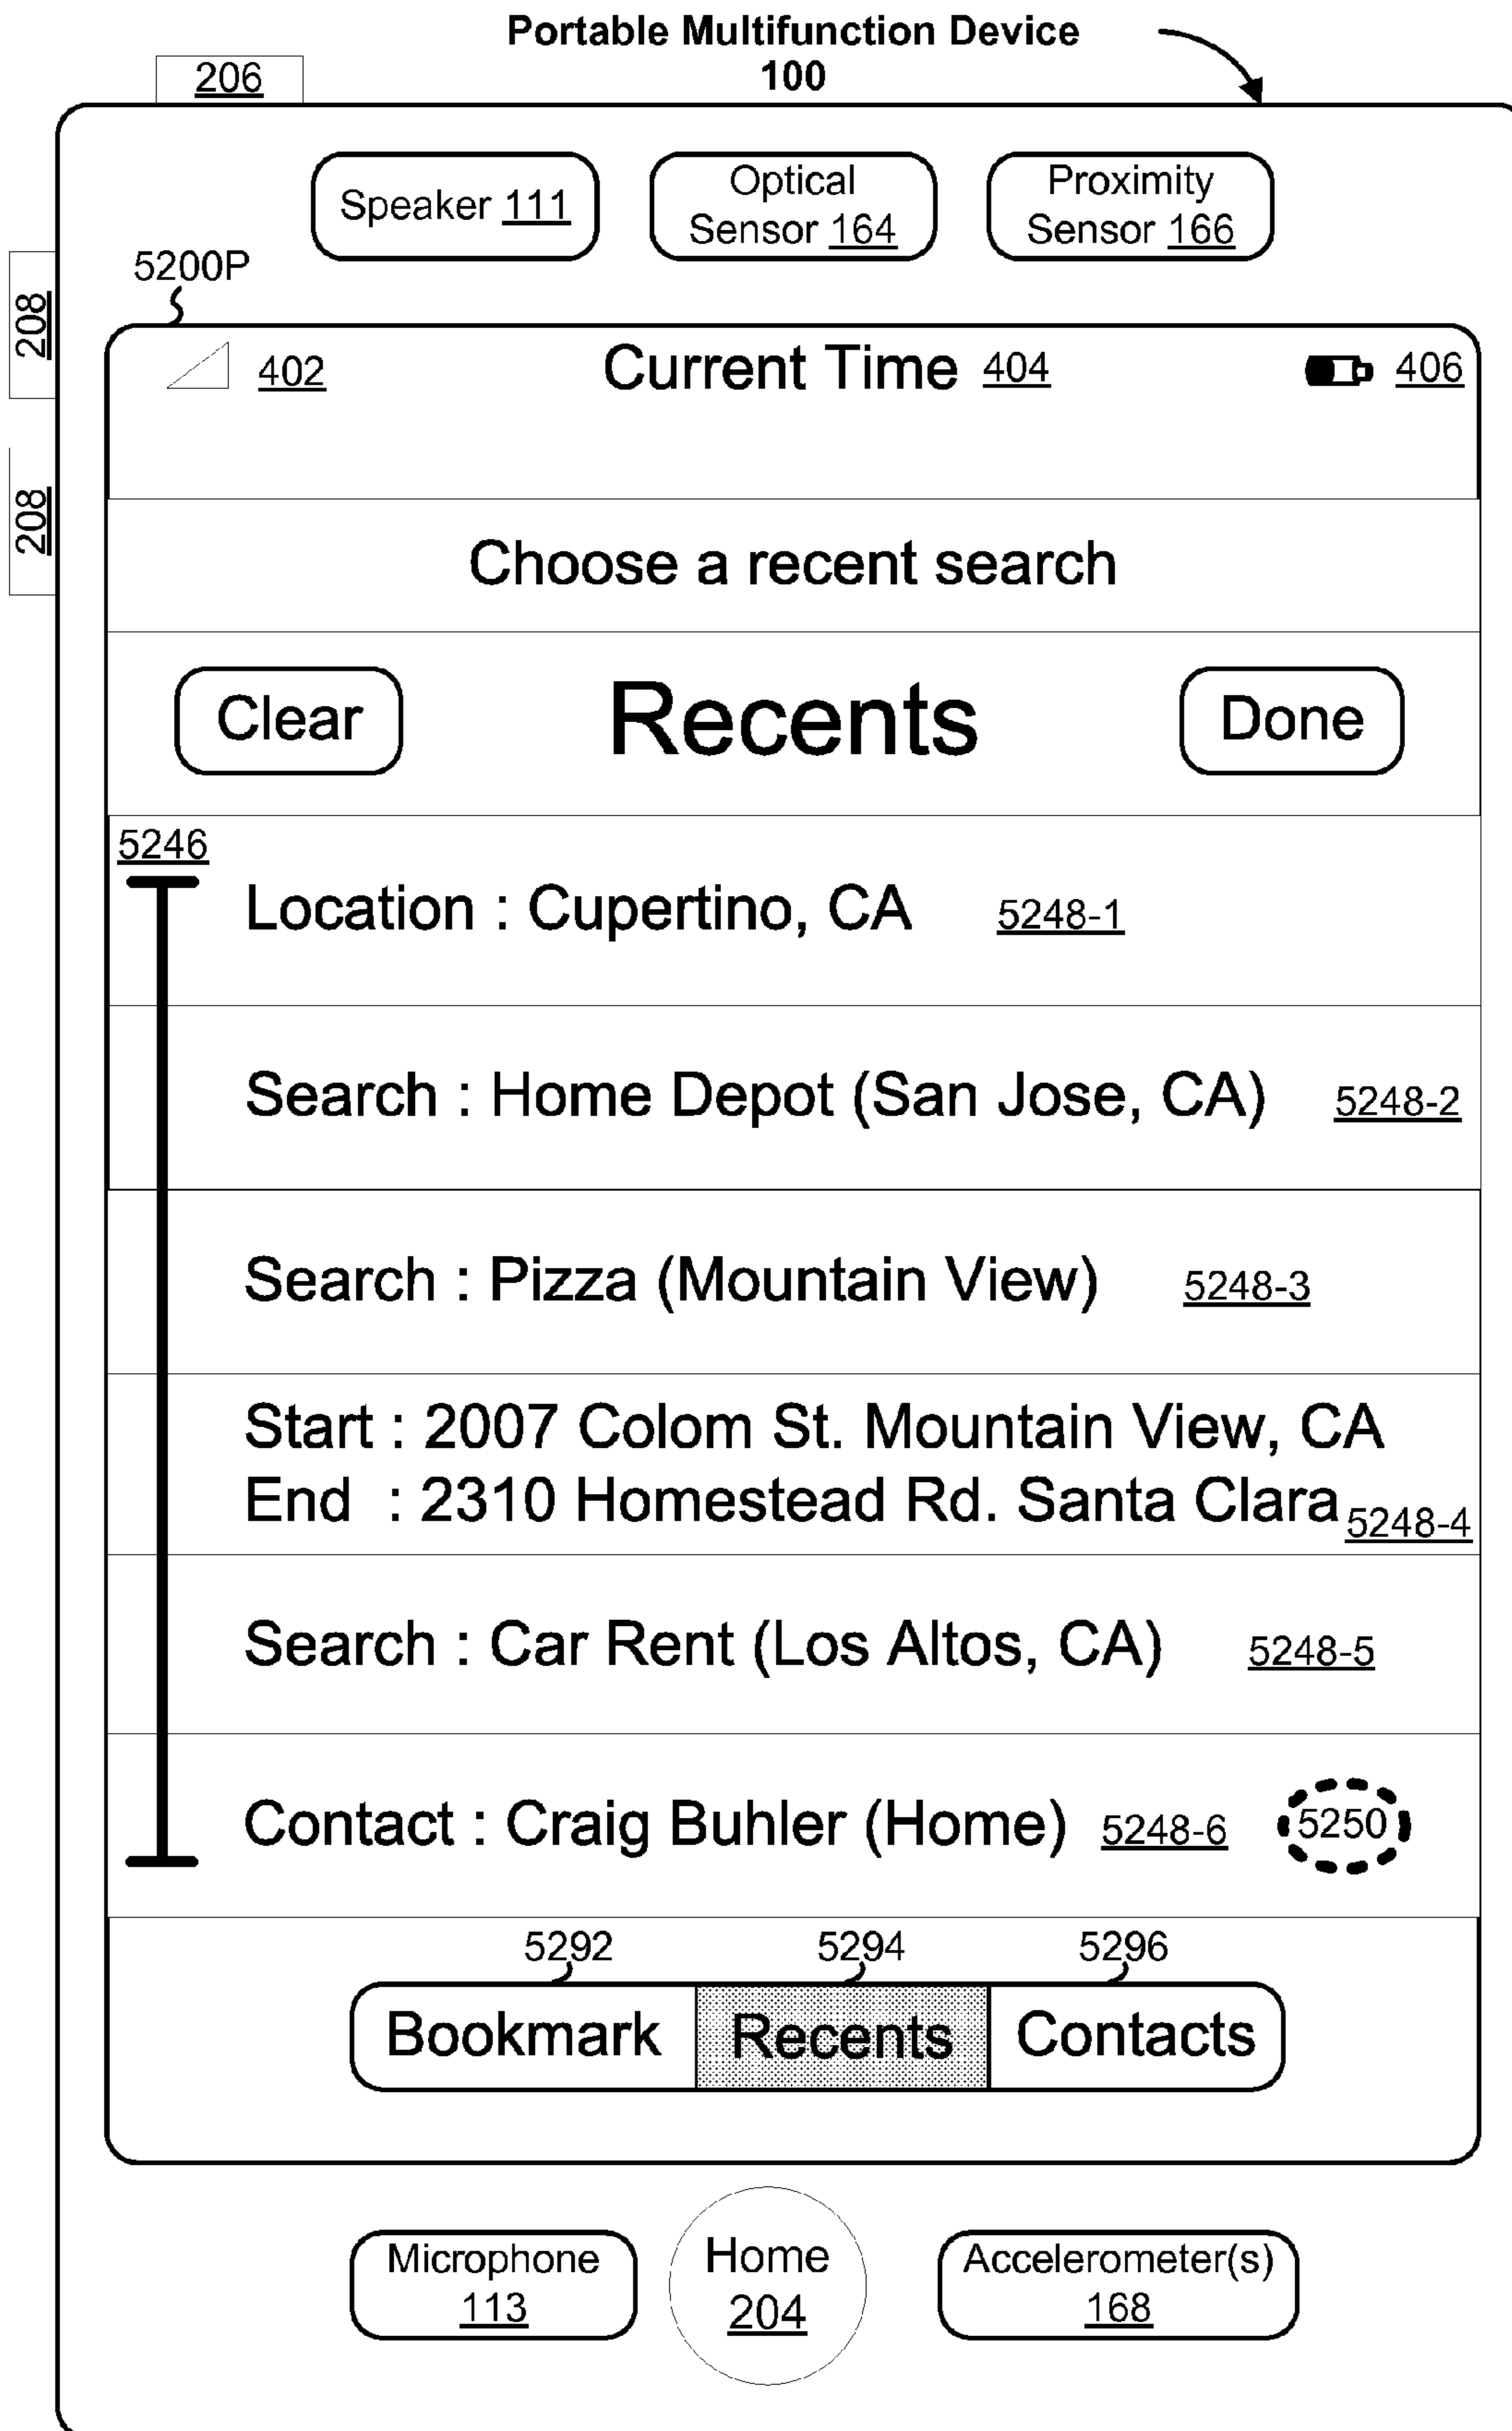 Portable Multifunction Device
100
206
Speaker 111
Optical
Sensor 164
Proximity
Sensor 166
5200P
208
208
402
Current Time 404
406
Choose a recent search
Clear
Recents
Done
5246
Location : Cupertino, CA 5248-1
Search : Home Depot (San Jose, CA) 5248-2
Search : Pizza (Mountain View) 5248-3
Start : 2007 Colom St. Mountain View, CA
End : 2310 Homestead Rd. Santa Clara 5248-4
Search : Car Rent (Los Altos, CA) 5248-5
Contact : Craig Buhler (Home) 5248-6 5250
5292 5294 5296
Bookmark Recents Contacts
Microphone
113
Home
204
Accelerometer(s)
168